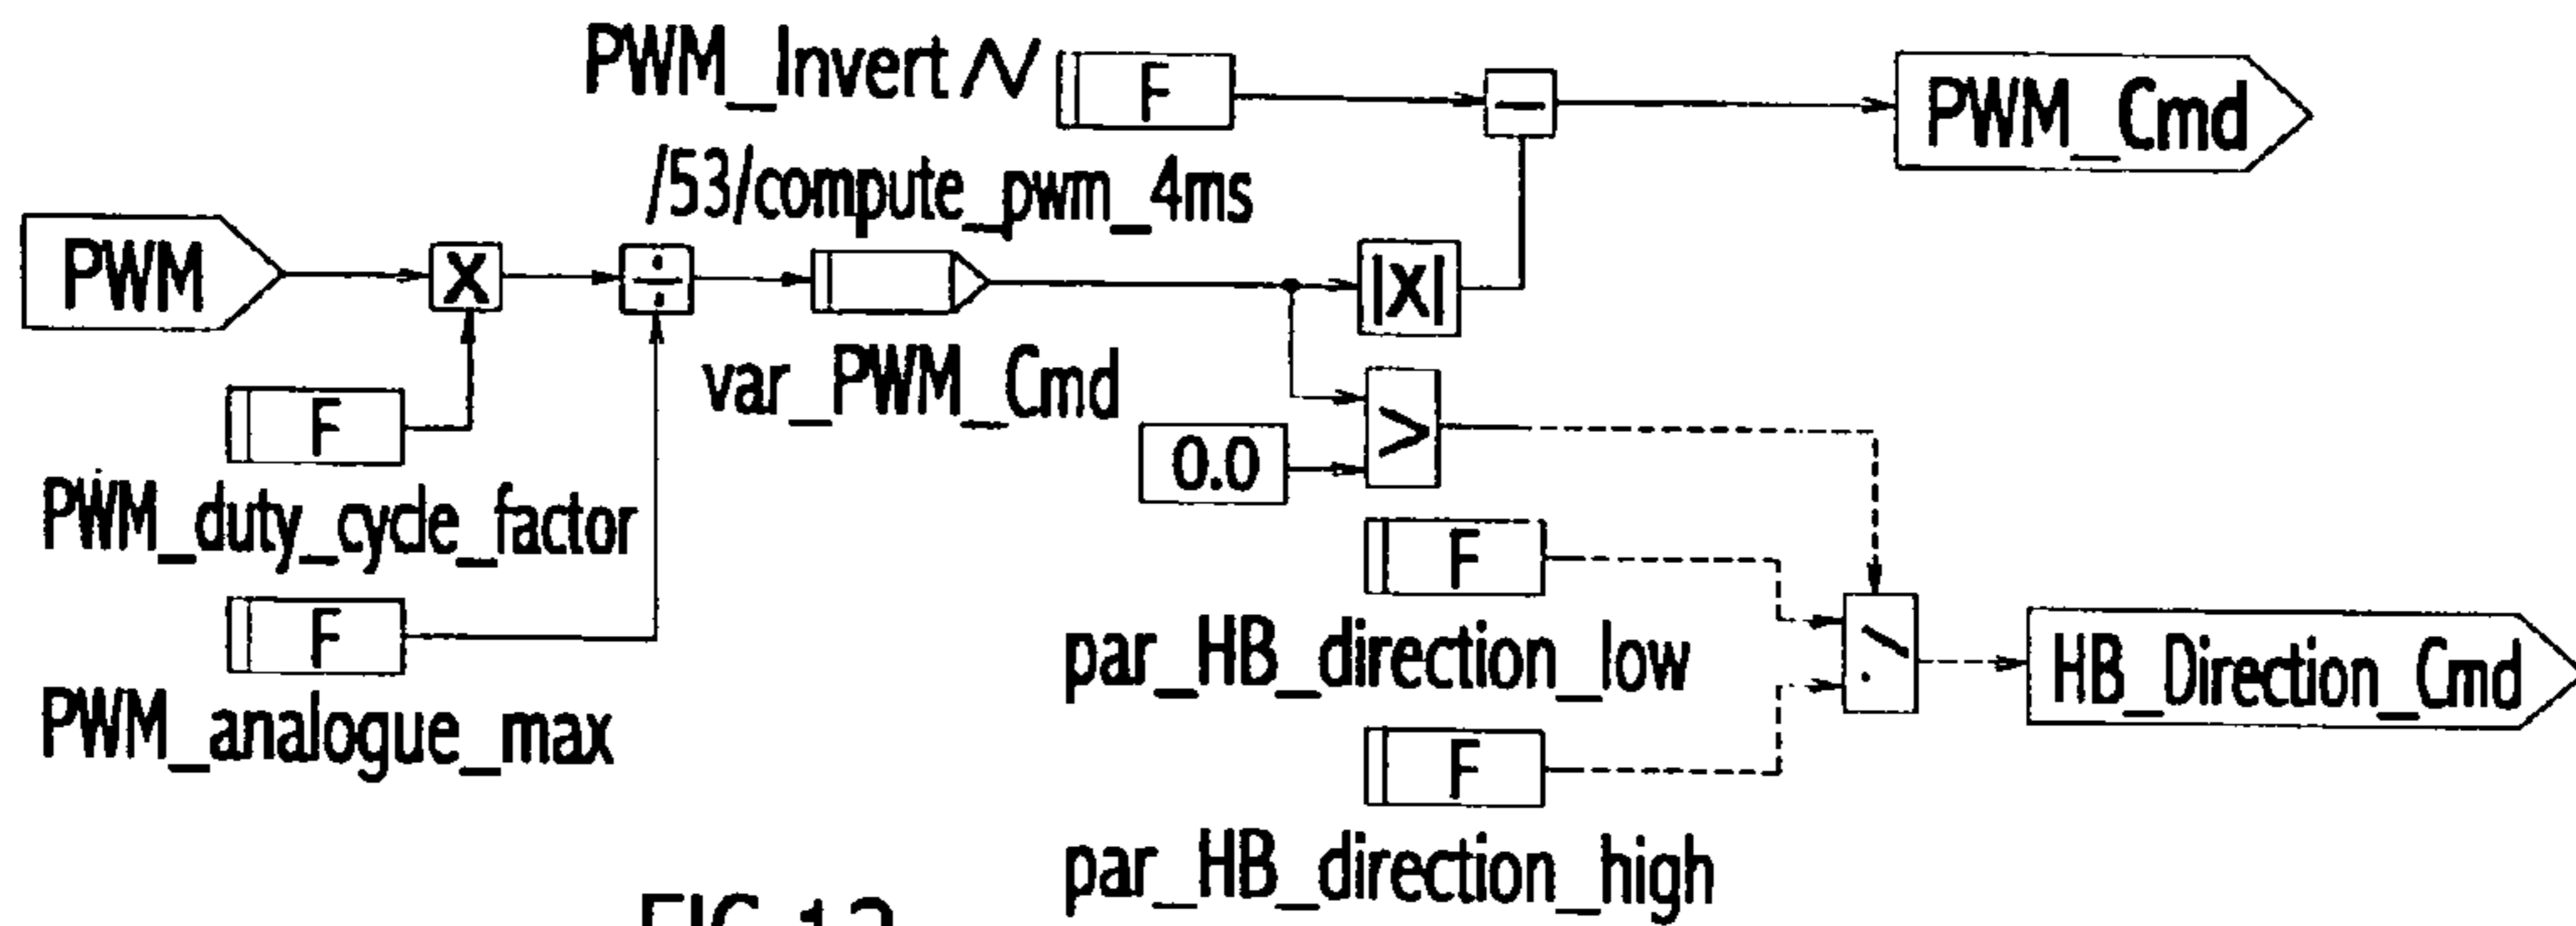 PWM_Invert F − PWM_Cmd
/53/compute_pwm_4ms
PWM X ÷ |X|
var_PWM_Cmd
F
PWM_duty_cycle_factor
0.0 >
F
par_HB_direction_low
F
PWM_analogue_max
HB_Direction_Cmd
F
par_HB_direction_high